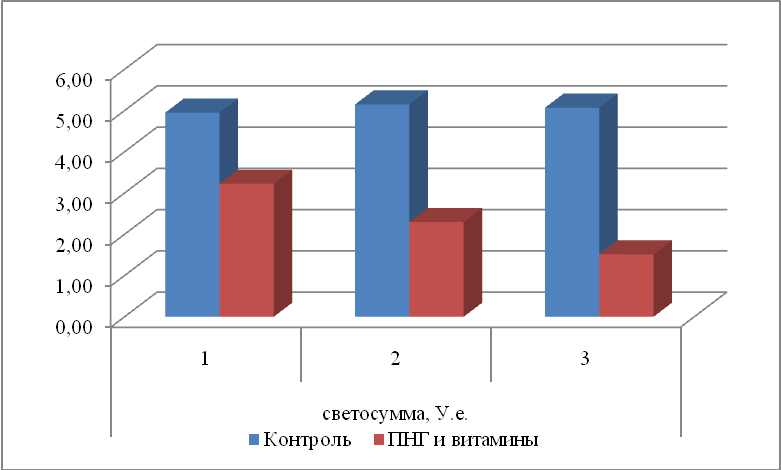 6,00
5,00
4,00
3,00
2,00
1,00
0,00
1 2 3
светосумма, У.е.
Контроль ПНГ и витамины